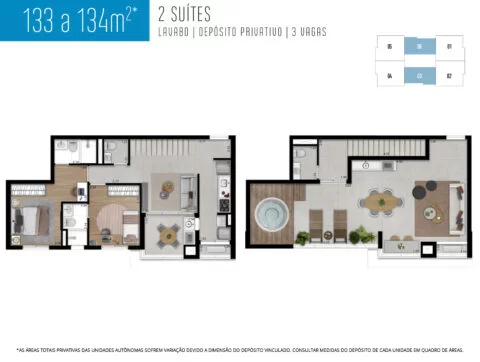 133 a 134m²*
2 SUÍTES
LAVABO | DEPÓSITO PRIVATIVO | 3 VAGAS
05 06 01
04 03 02
*AS ÁREAS TOTAIS PRIVATIVAS DAS UNIDADES AUTÔNOMAS SOFREM VARIAÇÃO DEVIDO A DIMENSÃO DO DEPÓSITO VINCULADO. CONSULTAR MEDIDAS DO DEPÓSITO DE CADA UNIDADE EM QUADRO DE ÁREAS.